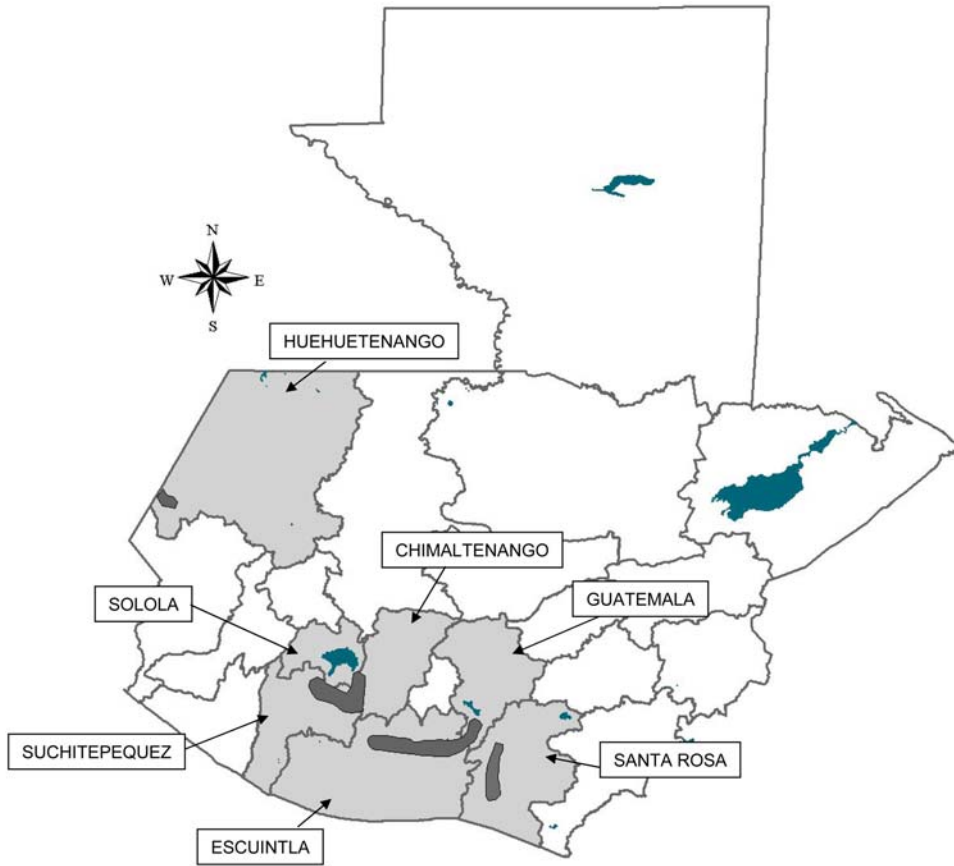 N
W E
S
HUEHUETENANGO
CHIMALTENANGO
SOLOLA
GUATEMALA
SUCHITEPEQUEZ
SANTA ROSA
ESCUINTLA